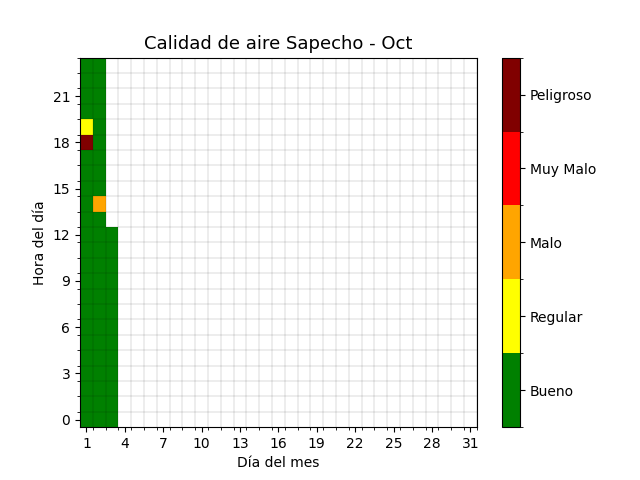 Calidad de aire Sapecho - Oct
Hora del día
21
18
15
12
9
6
3
0
1 4 7 10 13 16 19 22 25 28 31
Día del mes
Peligroso
Muy Malo
Malo
Regular
Bueno